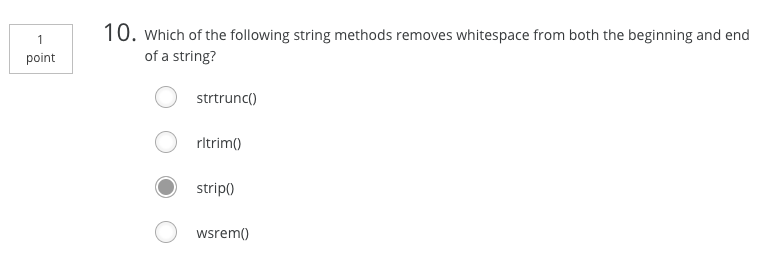 1
point
10. Which of the following string methods removes whitespace from both the beginning and end
of a string?
strtrunc()
rltrim()
strip()
wsrem()